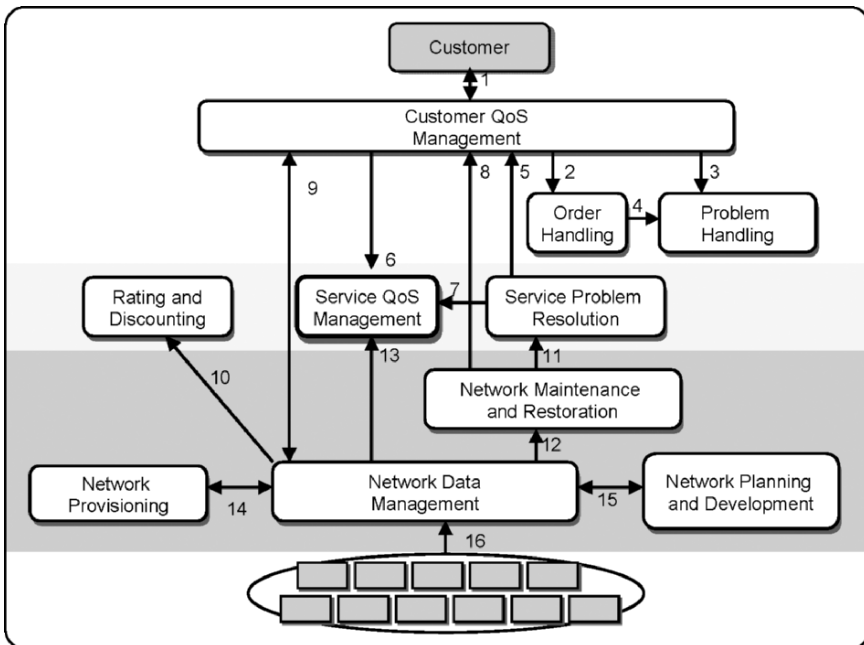 Customer
1
Customer QoS
Management
9
8
5
2
3
Order
Handling
4
Problem
Handling
6
Rating and
Discounting
Service QoS
Management
7
Service Problem
Resolution
13
11
10
Network Maintenance
and Restoration
12
Network
Provisioning
14
Network Data
Management
15
Network Planning
and Development
16